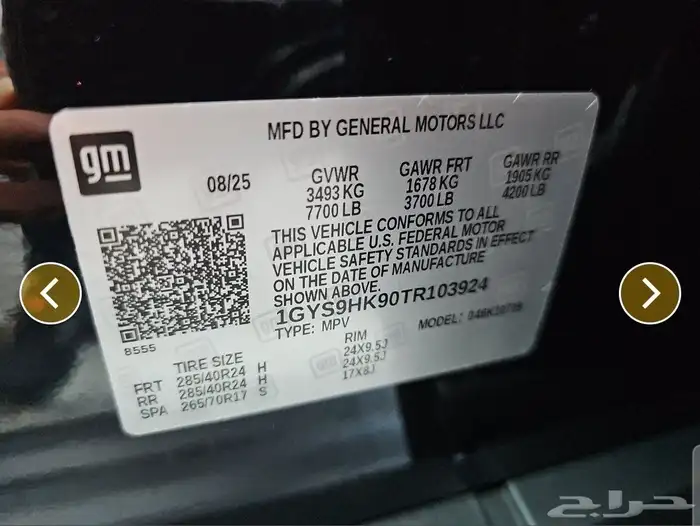 gm
MFD BY GENERAL MOTORS LLC
08/25
GVWR
3493 KG
7700 LB
GAWR FRT
1678 KG
3700 LB
GAWR RR
1905 KG
4200 LB
THIS VEHICLE CONFORMS TO ALL
APPLICABLE U.S. FEDERAL MOTOR
VEHICLE SAFETY STANDARDS IN EFFECT
ON THE DATE OF MANUFACTURE
SHOWN ABOVE.
1GYS9HK90TR103924
TYPE: MPV
MODEL:
8555
TIRE SIZE
RIM
FRT 285/40R24 H 24X9.5J
RR 285/40R24 H 24X9.5J
SPA 265/70R17 S 17X8J
حراج